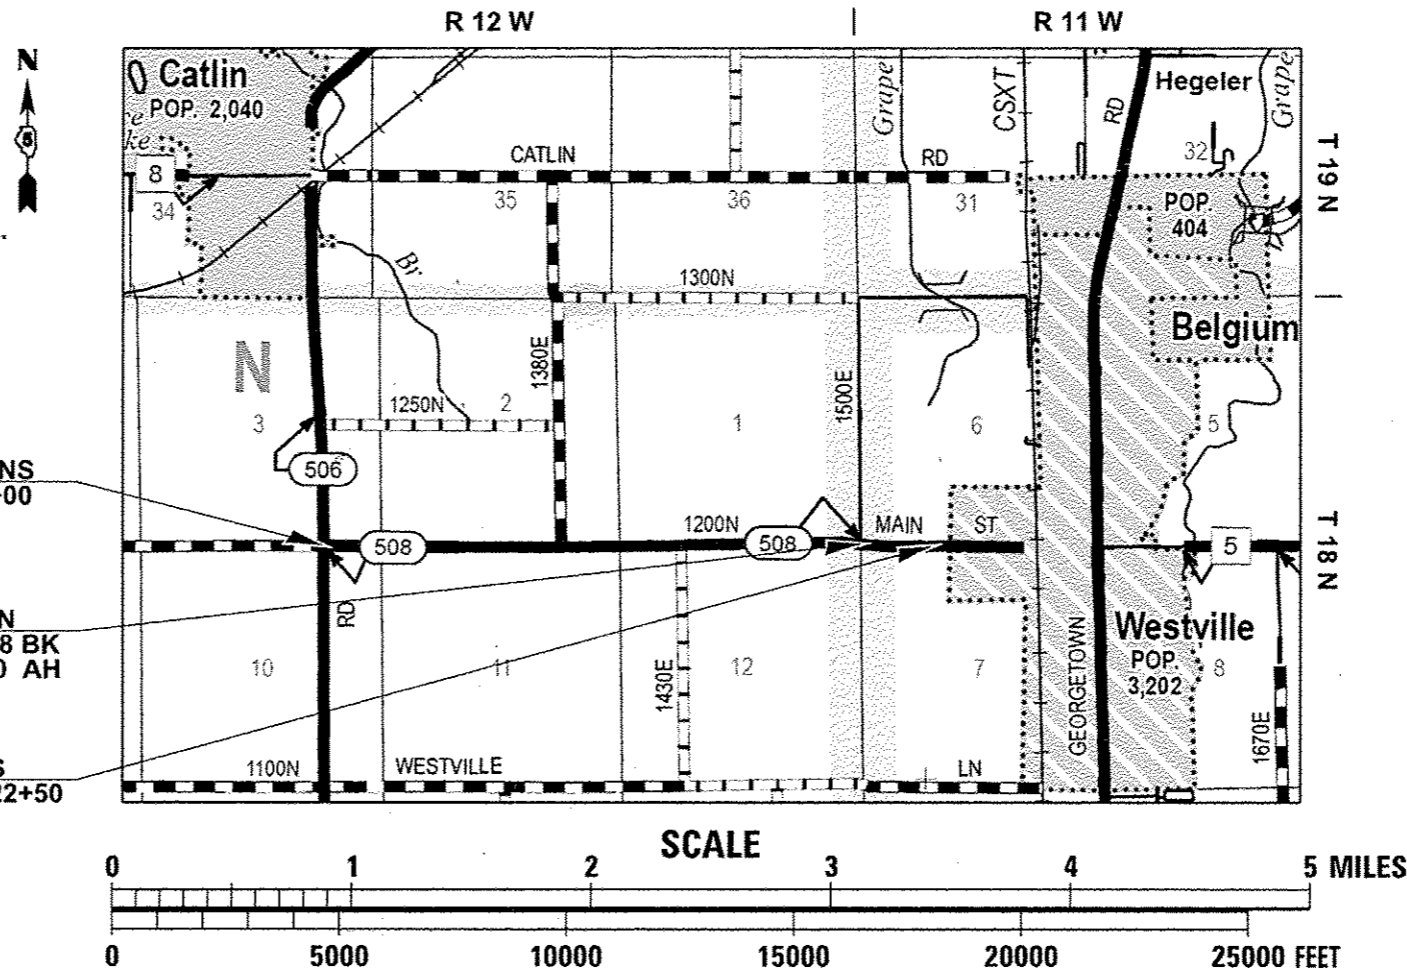 R 12 W
R 11 W
N
Catlin
POP. 2,040
ce
ke
8
34
CATLIN
RD
35
36
31
Grape
CSXT
RD
Hegeler
Grape
32
POP.
404
T 19 N
Br
1300N
Belgium
N
3
1250N
2
1380E
1
1500E
6
5
506
NS
+00
1200N
508
508
MAIN
ST
5
T 18 N
N
8 BK
0 AH
RD
10
11
1430E
12
7
GEORGETOWN
Westville
POP.
3,202
8
1670E
S
22+50
1100N
WESTVILLE
LN
SCALE
0 1 2 3 4 5 MILES
0 5000 10000 15000 20000 25000 FEET